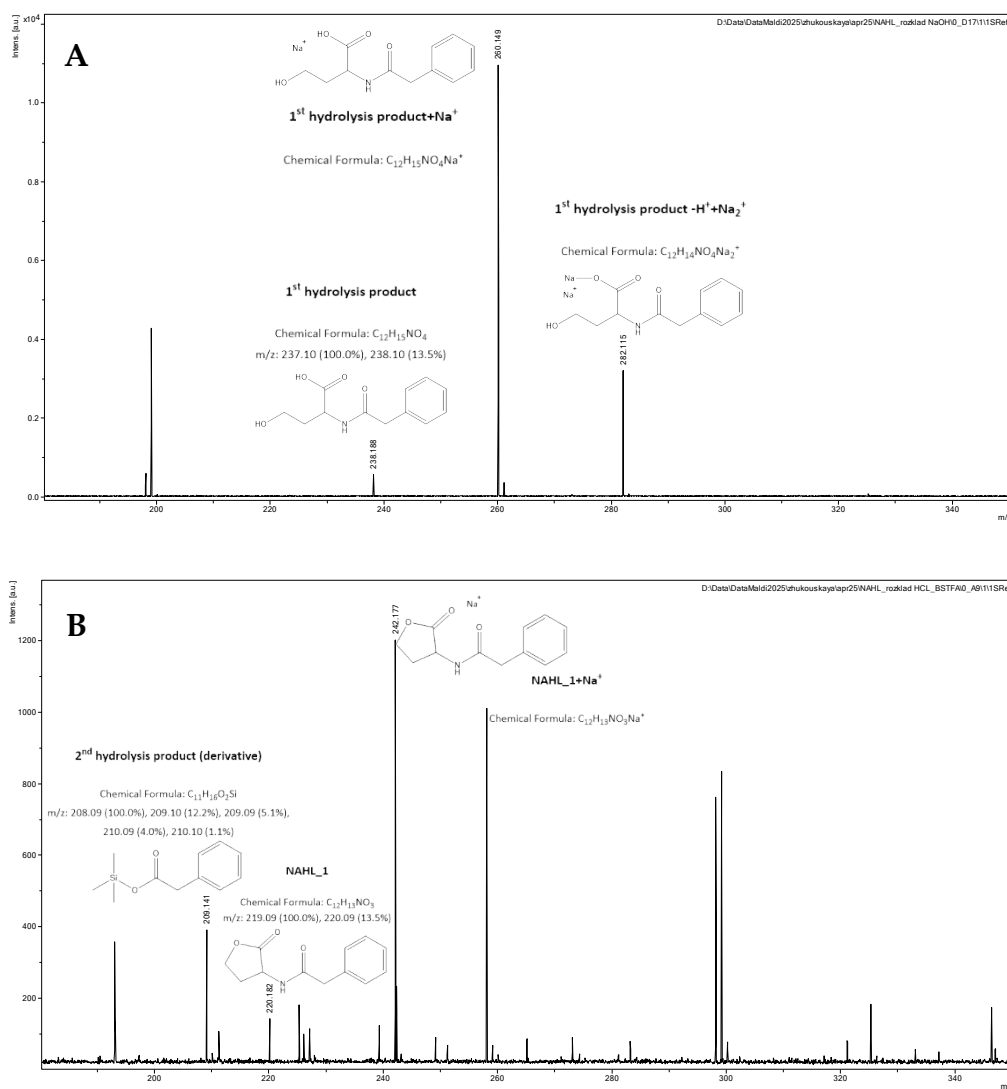 D:\Data\DataMaldi2025\zhukouskaya\apr25\NAHL_rozklad NaOH\0_D17\1\1SRef
Intens. [a.u.]
x10⁴
A
HO
O
O
Na⁺
HO
N
H
260.149
1ˢᵗ hydrolysis product+Na⁺
Chemical Formula: C₁₂H₁₅NO₄Na⁺
1ˢᵗ hydrolysis product -H⁺+Na₂⁺
Chemical Formula: C₁₂H₁₄NO₄Na₂⁺
Na
O
O
O
Na⁺
HO
N
H
282.115
1ˢᵗ hydrolysis product
Chemical Formula: C₁₂H₁₅NO₄
m/z: 237.10 (100.0%), 238.10 (13.5%)
HO
O
O
HO
N
H
238.188
1.0
0.8
0.6
0.4
0.2
0.0
200 220 240 260 280 300 320 340
m/
D:\Data\DataMaldi2025\zhukouskaya\apr25\NAHL_rozklad HCL_BSTFA\0_A9\1\1SRe
Intens. [a.u.]
B
242.177
O
O
Na⁺
O
N
H
NAHL_1+Na⁺
Chemical Formula: C₁₂H₁₃NO₃Na⁺
2ⁿᵈ hydrolysis product (derivative)
Chemical Formula: C₁₁H₁₆O₂Si
m/z: 208.09 (100.0%), 209.10 (12.2%), 209.09 (5.1%),
210.09 (4.0%), 210.10 (1.1%)
Si
O
O
209.141
NAHL_1
Chemical Formula: C₁₂H₁₃NO₃
m/z: 219.09 (100.0%), 220.09 (13.5%)
O
O
O
N
H
220.182
1200
1000
800
600
400
200
200 220 240 260 280 300 320 340
m/